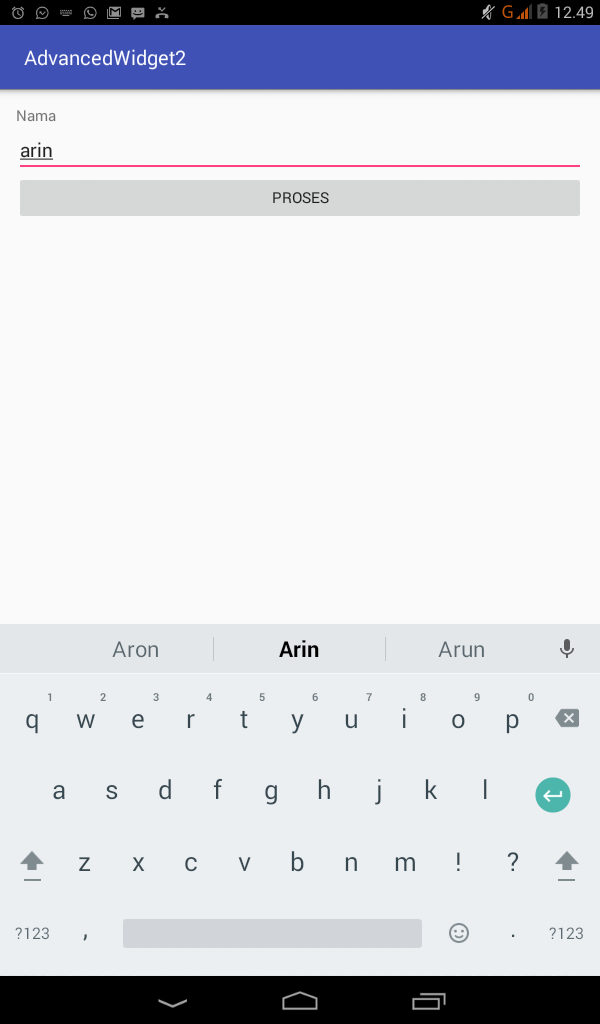 G 12.49
AdvancedWidget2
Nama
arin
PROSES
Aron Arin Arun
1 2 3 4 5 6 7 8 9 0
q w e r t y u i o p
a s d f g h j k l
z x c v b n m ! ?
?123 , . ?123